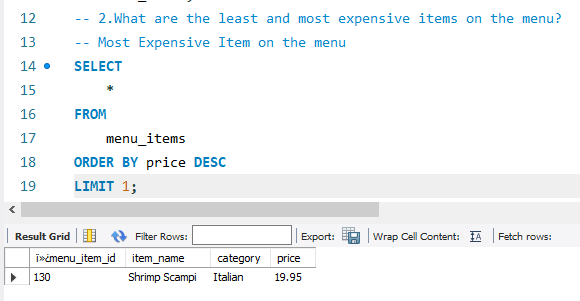 12 -- 2.What are the least and most expensive items on the menu?
13 -- Most Expensive Item on the menu
14 SELECT
15 *
16 FROM
17 menu_items
18 ORDER BY price DESC
19 LIMIT 1;
Result Grid Filter Rows: Export: Wrap Cell Content: Fetch rows:
ï»¿menu_item_id item_name category price
130 Shrimp Scampi Italian 19.95